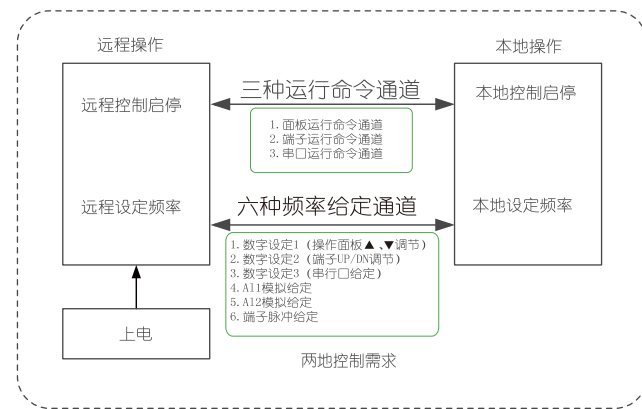 远程操作
本地操作
远程控制启停
三种运行命令通道
本地控制启停
1.面板运行命令通道
2.端子运行命令通道
3.串口运行命令通道
远程设定频率
六种频率给定通道
本地设定频率
1.数字设定1（操作面板▲、▼调节）
2.数字设定2（端子UP/DN调节）
3.数字设定3（串行口给定）
4.AI1模拟给定
5.AI2模拟给定
6.端子脉冲给定
上电
两地控制需求